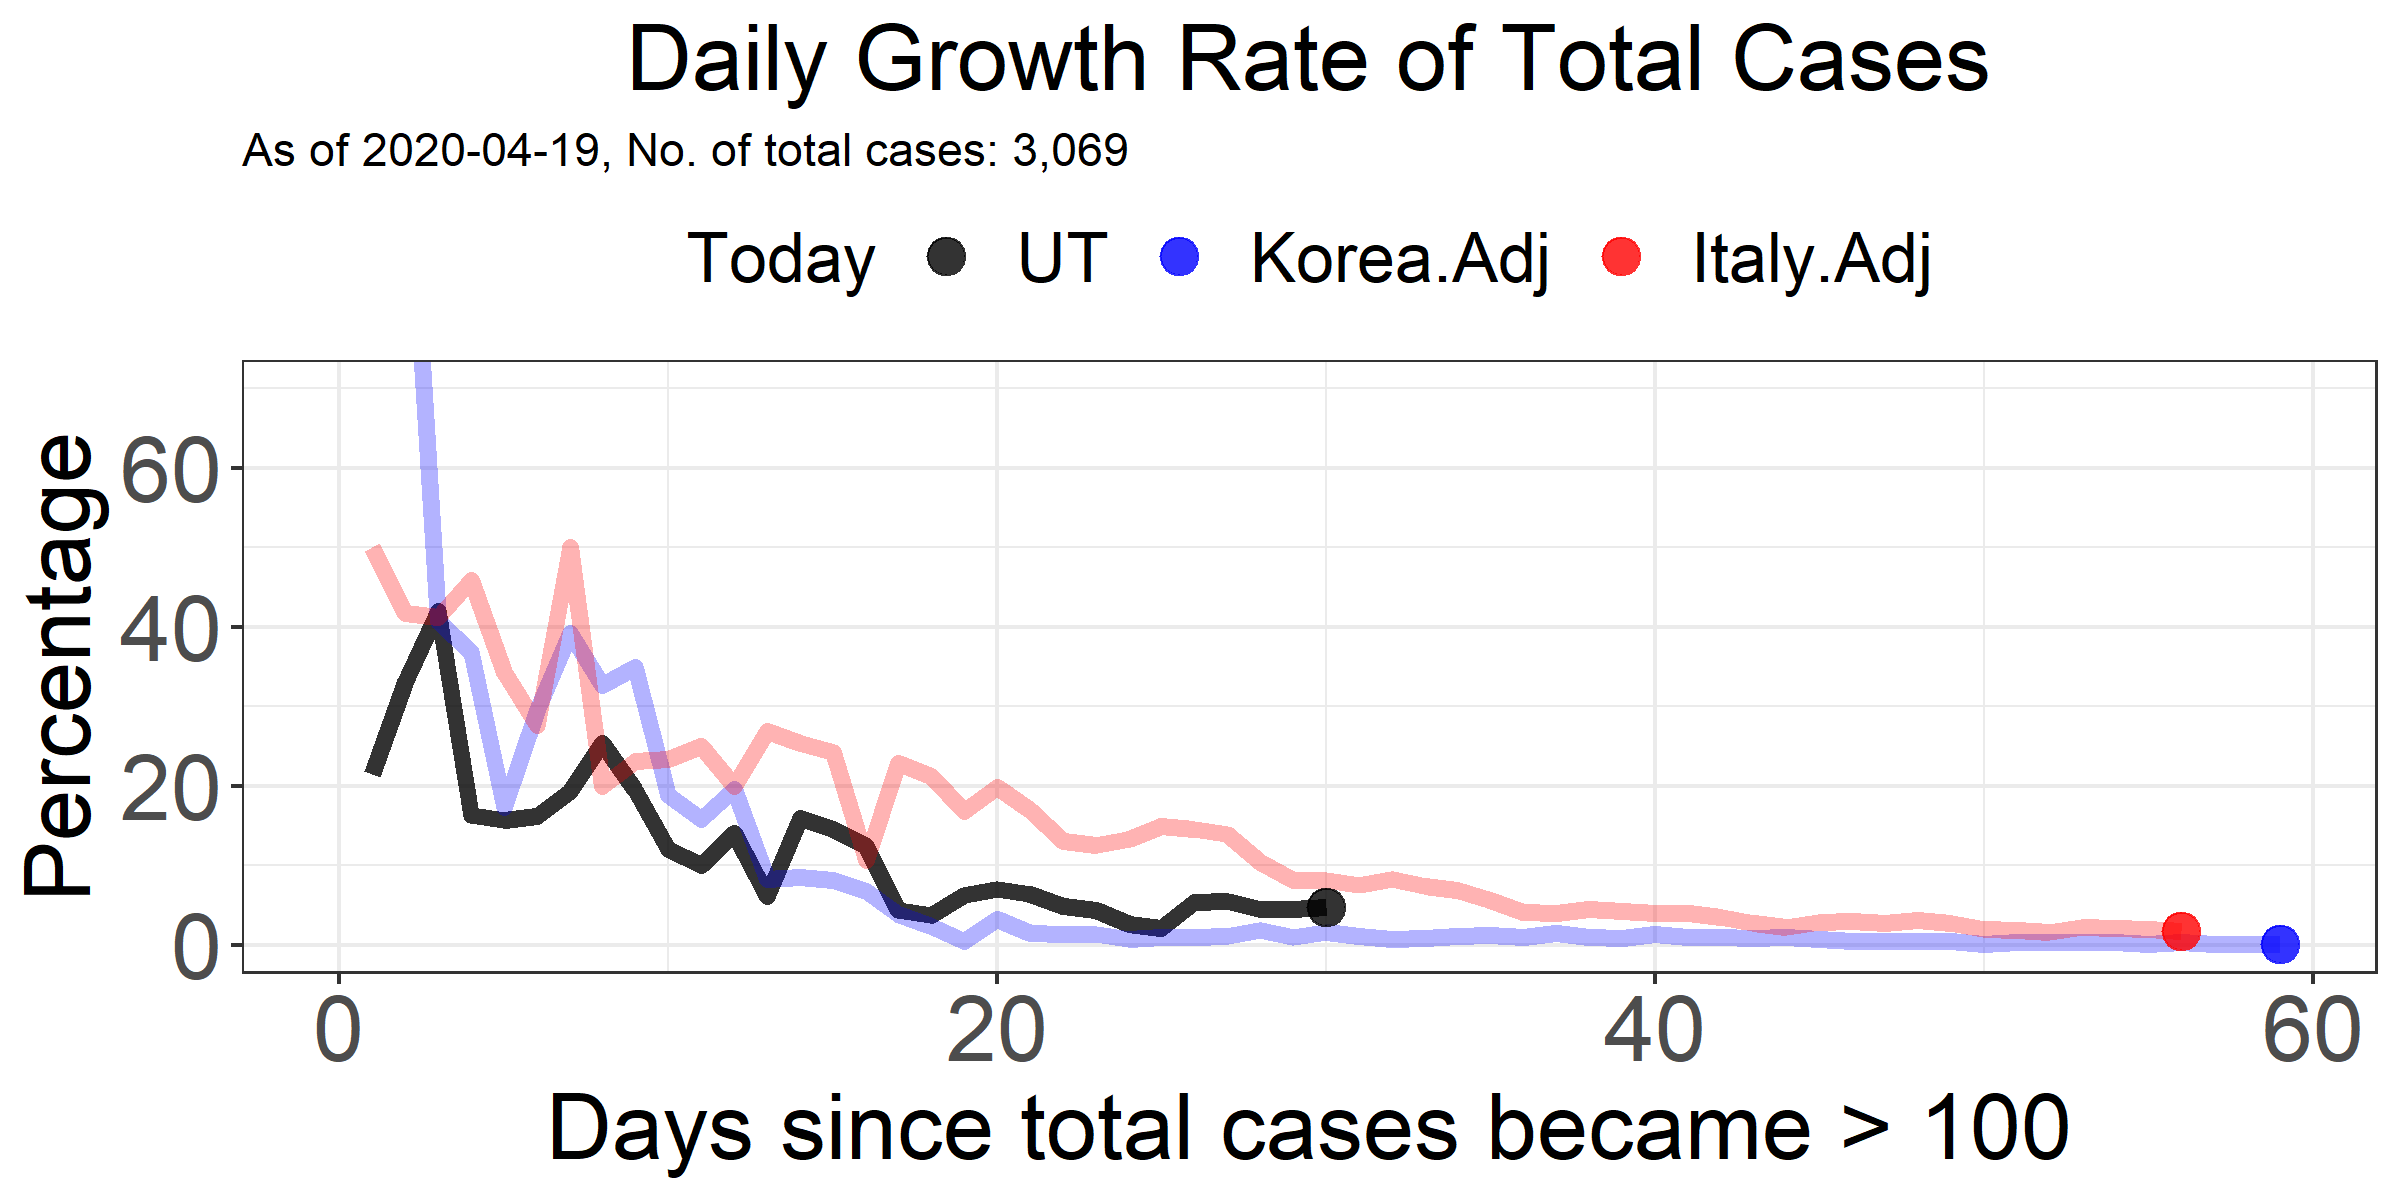 Daily Growth Rate of Total Cases
As of 2020-04-19, No. of total cases: 3,069
Today UT Korea.Adj Italy.Adj
Percentage
60
40
20
0
0 20 40 60
Days since total cases became > 100